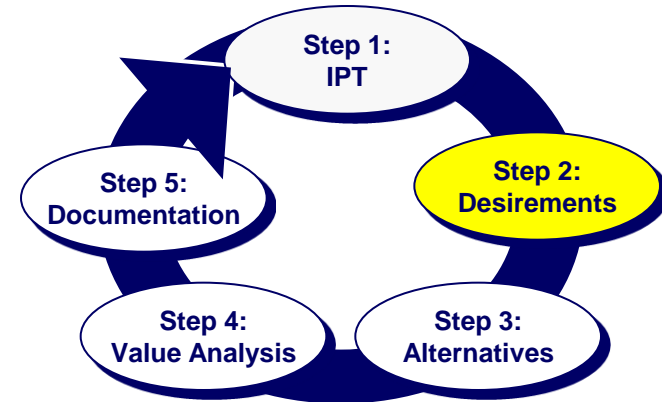 Step 1:
IPT
Step 2:
Desirements
Step 3:
Alternatives
Step 4:
Value Analysis
Step 5:
Documentation